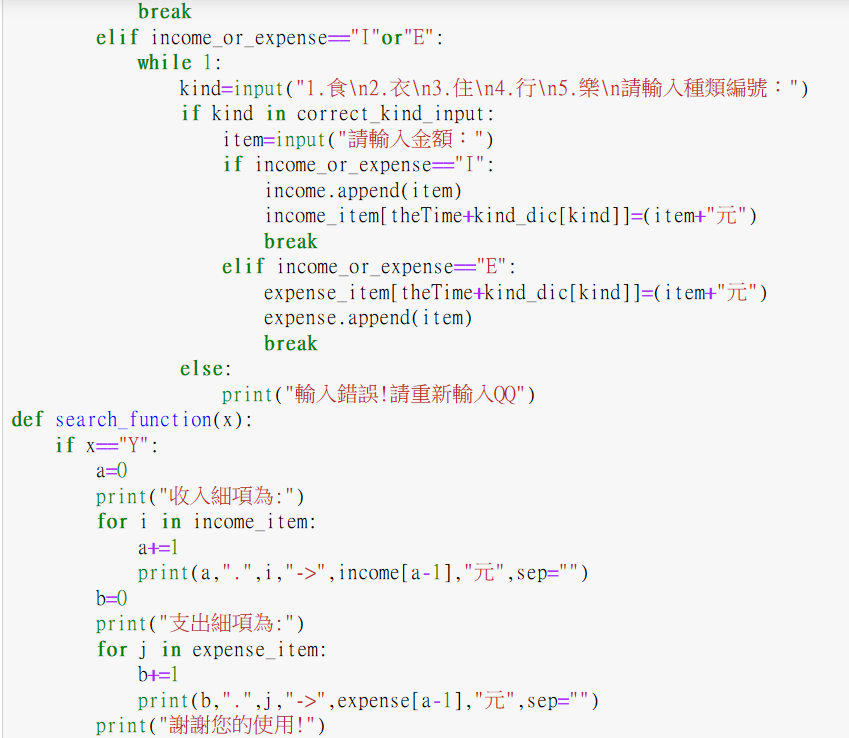 break
        elif income_or_expense=="I"or"E":
            while 1:
                kind=input("1.食\n2.衣\n3.住\n4.行\n5.樂\n請輸入種類編號：")
                if kind in correct_kind_input:
                    item=input("請輸入金額：")
                    if income_or_expense=="I":
                        income.append(item)
                        income_item[theTime+kind_dic[kind]]=(item+"元")
                        break
                    elif income_or_expense=="E":
                        expense_item[theTime+kind_dic[kind]]=(item+"元")
                        expense.append(item)
                        break
                else:
                    print("輸入錯誤!請重新輸入QQ")
def search_function(x):
    if x=="Y":
        a=0
        print("收入細項為:")
        for i in income_item:
            a+=1
            print(a,".",i,"->",income[a-1],"元",sep="")
        b=0
        print("支出細項為:")
        for j in expense_item:
            b+=1
            print(b,".",j,"->",expense[a-1],"元",sep="")
        print("謝謝您的使用!")